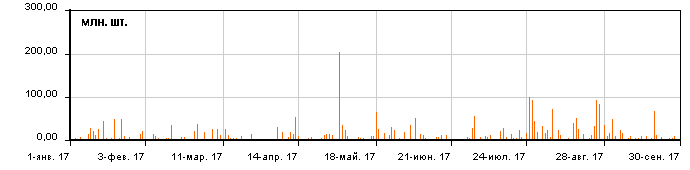 300,00
млн. шт.
200,00
100,00
0,00
1-янв. 17 3-фев. 17 11-мар. 17 14-апр. 17 18-май. 17 21-июн. 17 24-июл. 17 28-авг. 17 30-сен. 17